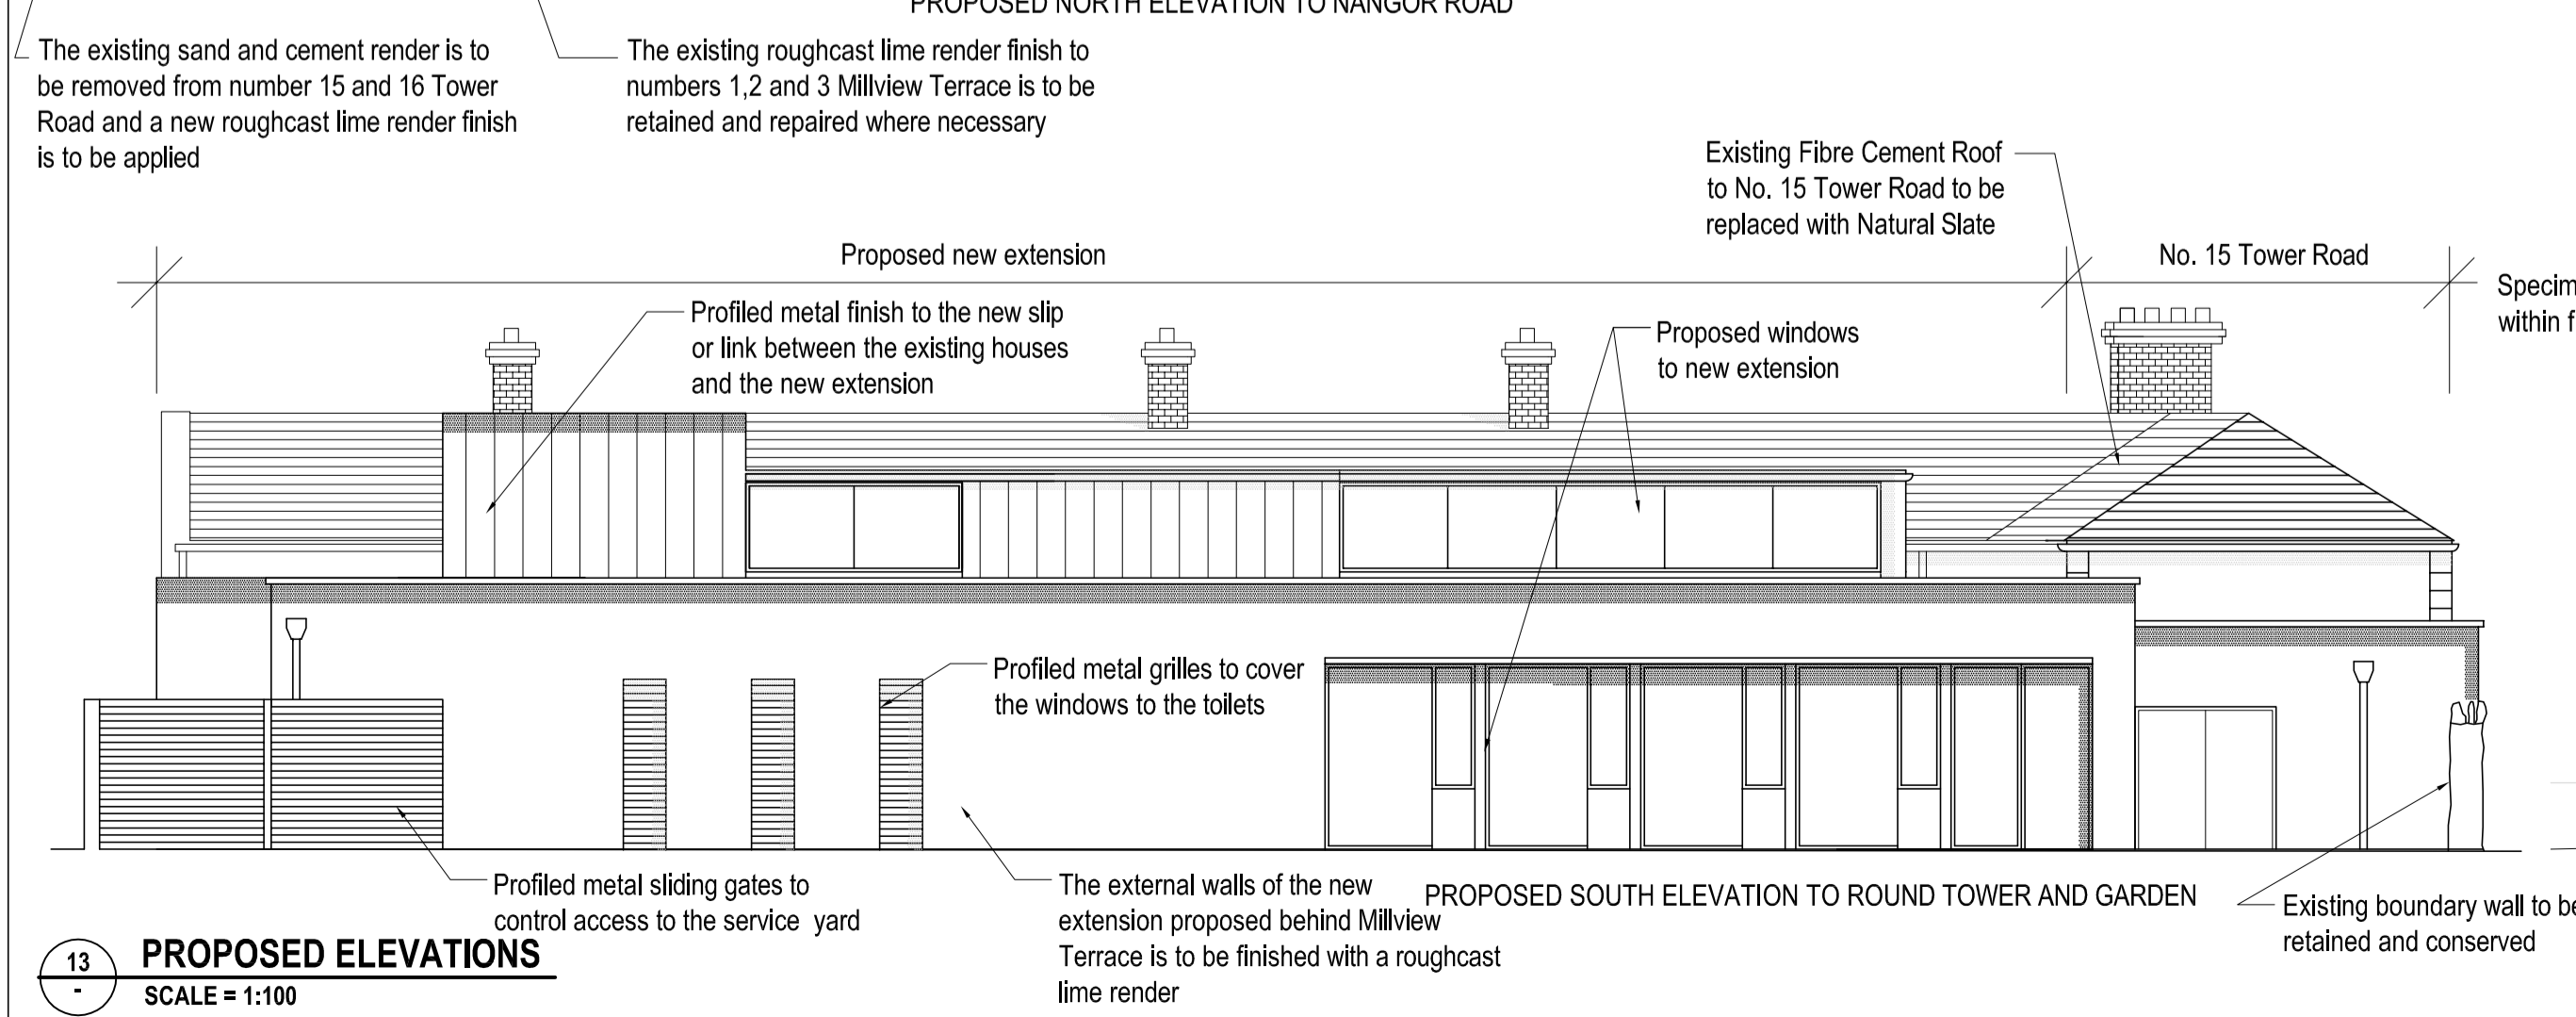 PROPOSED NORTH ELEVATION TO NANGOR ROAD
The existing sand and cement render is to
be removed from number 15 and 16 Tower
Road and a new roughcast lime render finish
is to be applied
The existing roughcast lime render finish to
numbers 1,2 and 3 Millview Terrace is to be
retained and repaired where necessary
Existing Fibre Cement Roof
to No. 15 Tower Road to be
replaced with Natural Slate
Proposed new extension
No. 15 Tower Road
Specim
within f
Profiled metal finish to the new slip
or link between the existing houses
and the new extension
Proposed windows
to new extension
Profiled metal grilles to cover
the windows to the toilets
Profiled metal sliding gates to
control access to the service yard
The external walls of the new
extension proposed behind Millview
Terrace is to be finished with a roughcast
lime render
PROPOSED SOUTH ELEVATION TO ROUND TOWER AND GARDEN
Existing boundary wall to be
retained and conserved
13
-
PROPOSED ELEVATIONS
SCALE = 1:100